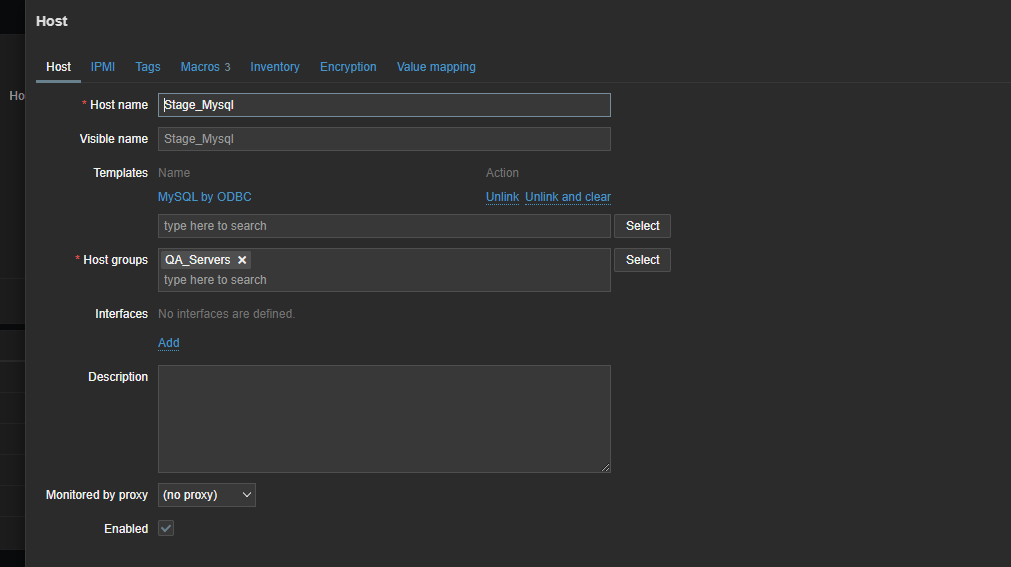 Host
Host IPMI Tags Macros 3 Inventory Encryption Value mapping
Ho
* Host name Stage_Mysql
Visible name Stage_Mysql
Templates Name Action
MySQL by ODBC Unlink Unlink and clear
type here to search Select
* Host groups QA_Servers Select
type here to search
Interfaces No interfaces are defined.
Add
Description
Monitored by proxy (no proxy)
Enabled